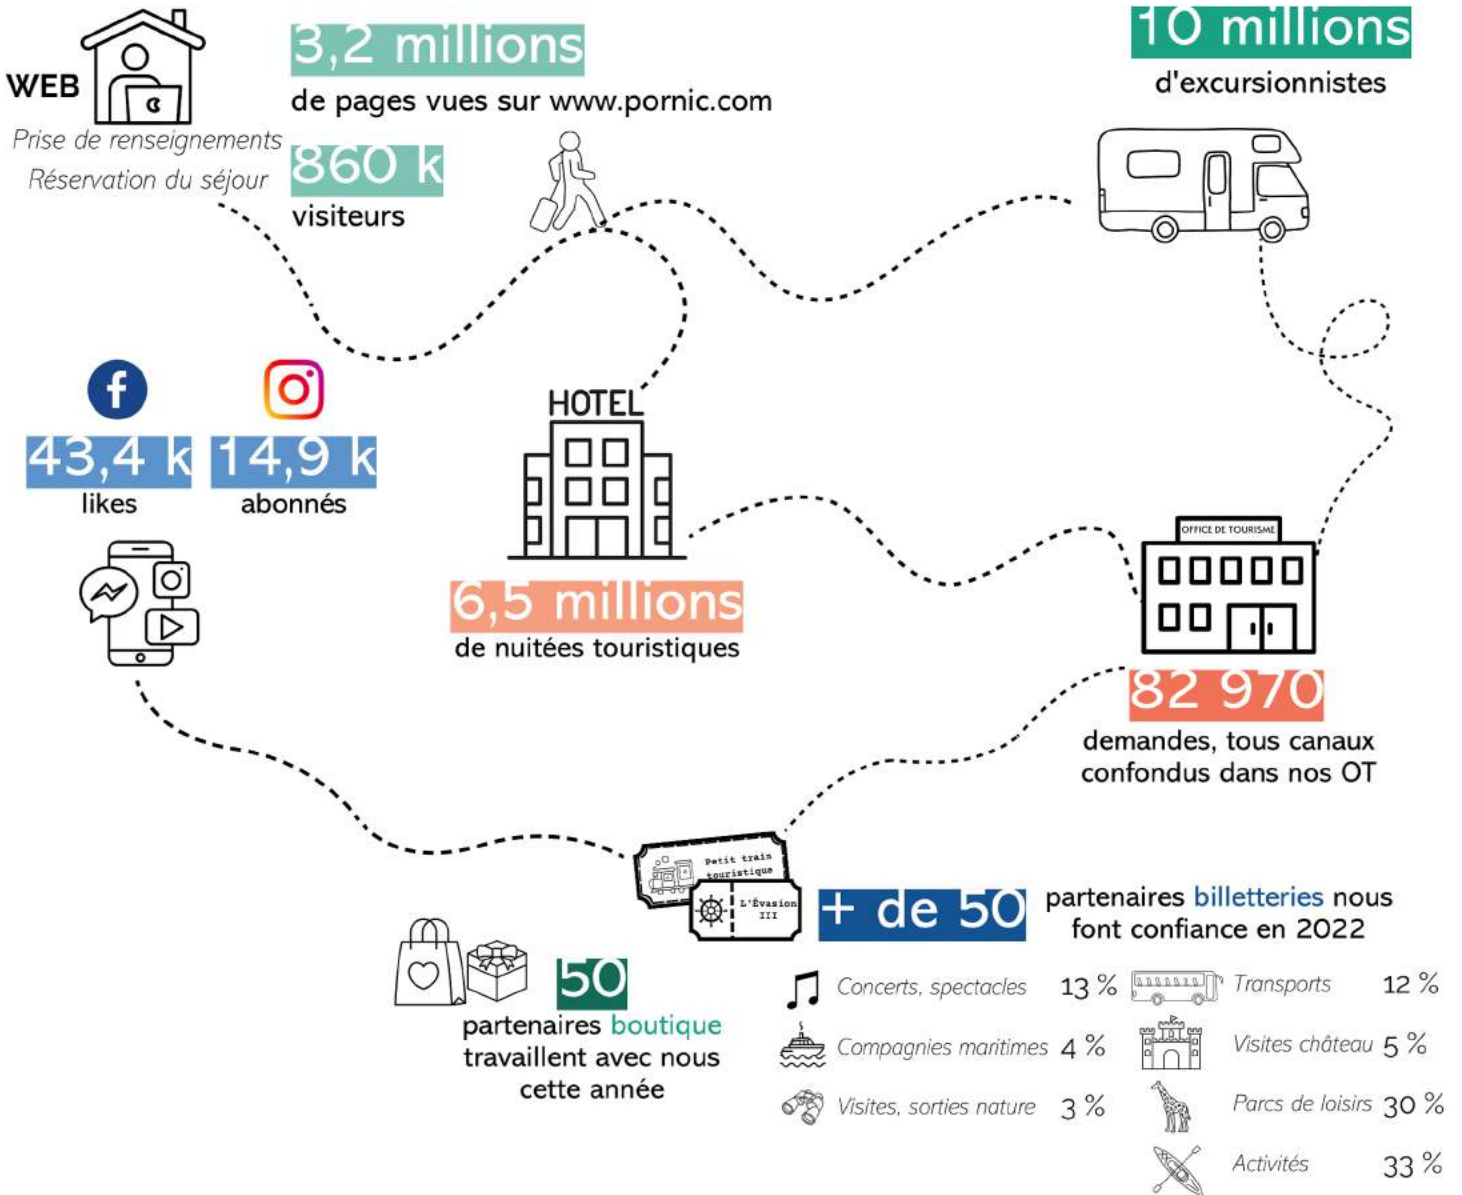 WEB
Prise de renseignements
Réservation du séjour
3,2 millions
de pages vues sur www.pornic.com
860 k
visiteurs
10 millions
d'excursionnistes
43,4 k
likes
14,9 k
abonnés
HOTEL
6,5 millions
de nuitées touristiques
OFFICE DE TOURISME
82 970
demandes, tous canaux
confondus dans nos OT
Petit train
touristique
L'Évasion
III
+ de 50
partenaires billetteries nous
font confiance en 2022
50
partenaires boutique
travaillent avec nous
cette année
Concerts, spectacles 13 %
Compagnies maritimes 4 %
Visites, sorties nature 3 %
Transports 12 %
Visites château 5 %
Parcs de loisirs 30 %
Activités 33 %